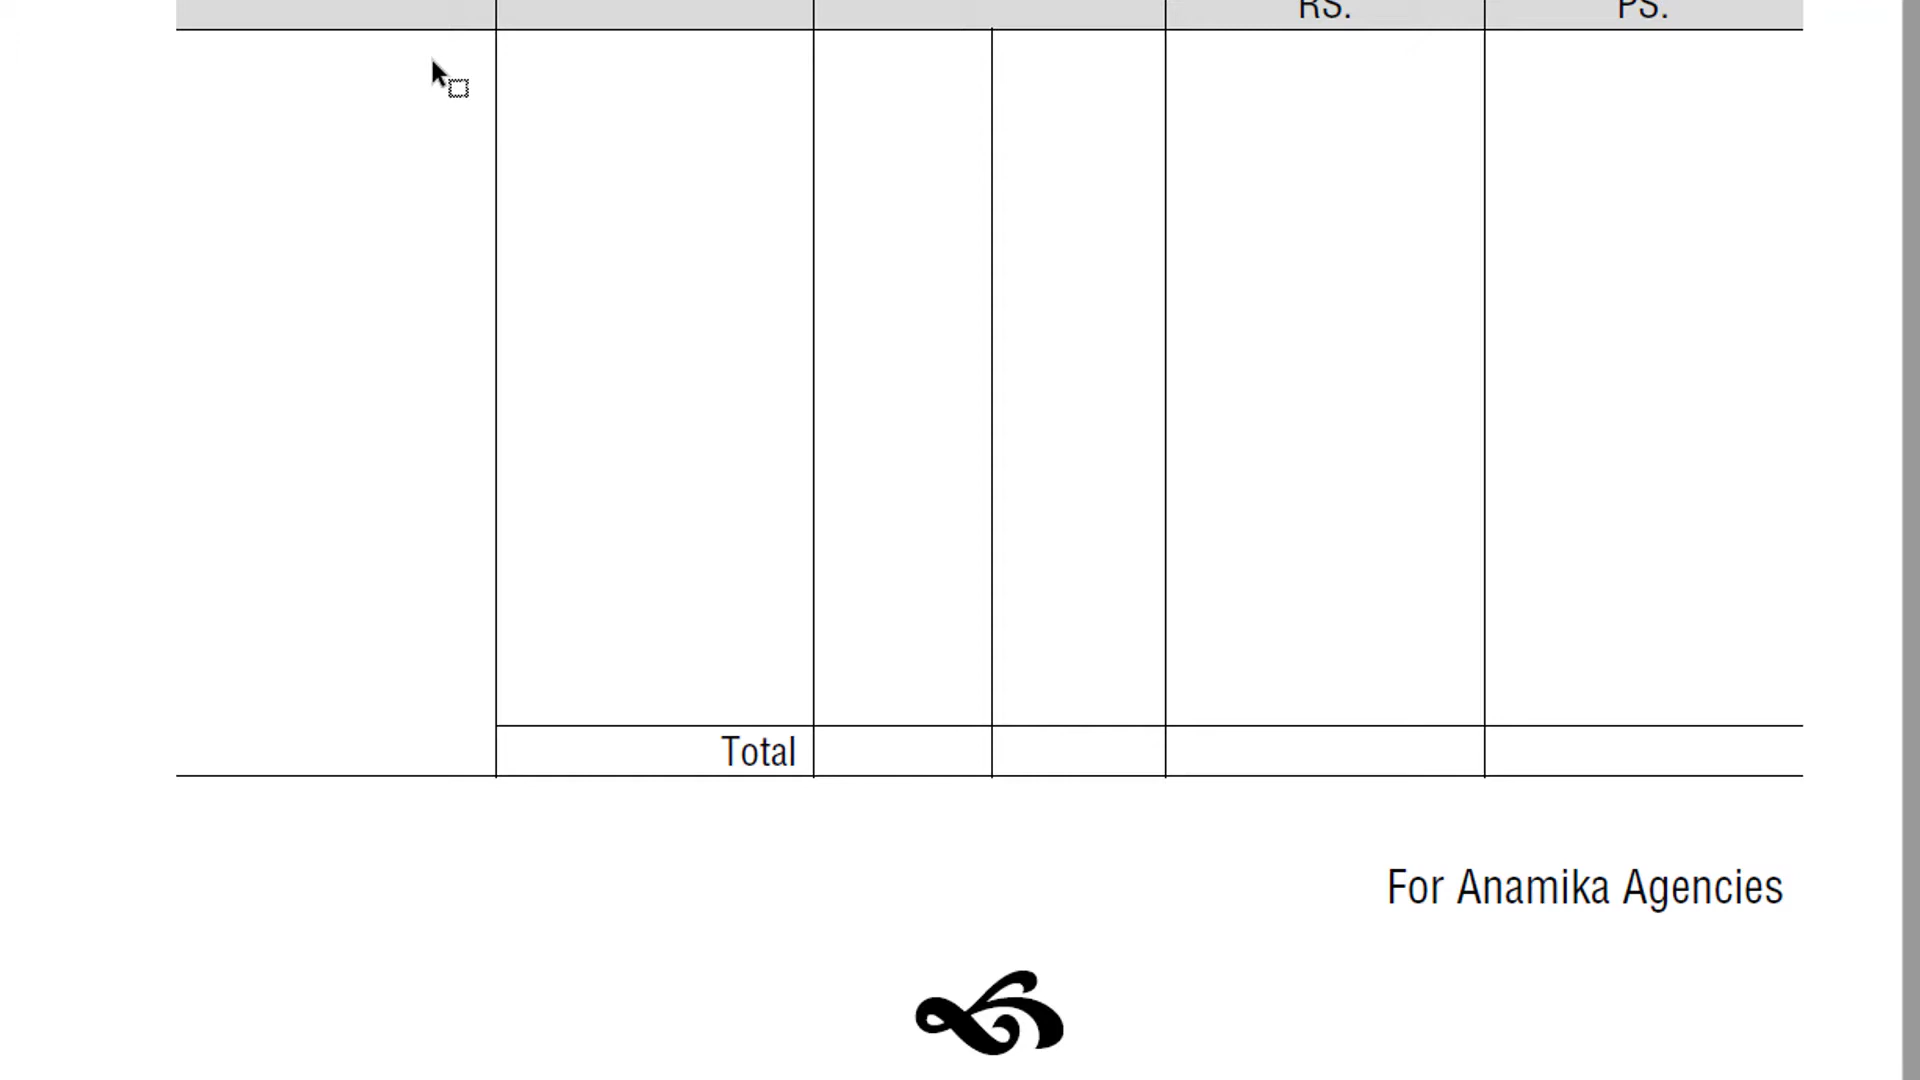 RS. PS.
Total
For Anamika Agencies